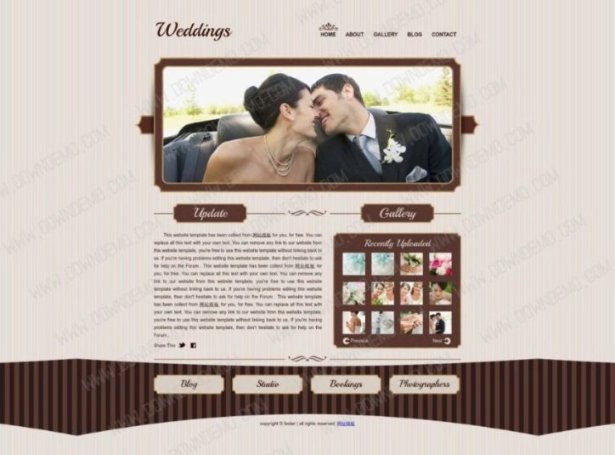 Weddings
HOME ABOUT GALLERY BLOG CONTACT
Update
Gallery
This website template has been collect from 网站模板 for you, for free. You can
replace all this text with your own text. You can remove any link to our website from
this website template, you're free to use this website template without linking back to
us. If you're having problems editing this website template, then don't hesitate to ask
for help on the Forum . This website template has been collect from 网站模板 for
you, for free. You can replace all this text with your own text. You can remove any
link to our website from this website template, you're free to use this website
template without linking back to us. If you're having problems editing this website
template, then don't hesitate to ask for help on the Forum . This website template
has been collect from 网站模板 for you, for free. You can replace all this text with
your own text. You can remove any link to our website from this website template,
you're free to use this website template without linking back to us. If you're having
problems editing this website template, then don't hesitate to ask for help on the
Forum .
Share This
Recently Uploaded
Previous Next
Blog
Studio
Bookings
Photographers
copyright © footer | all rights reserved. 网站模板
WWW.DOWNDEMO.COM